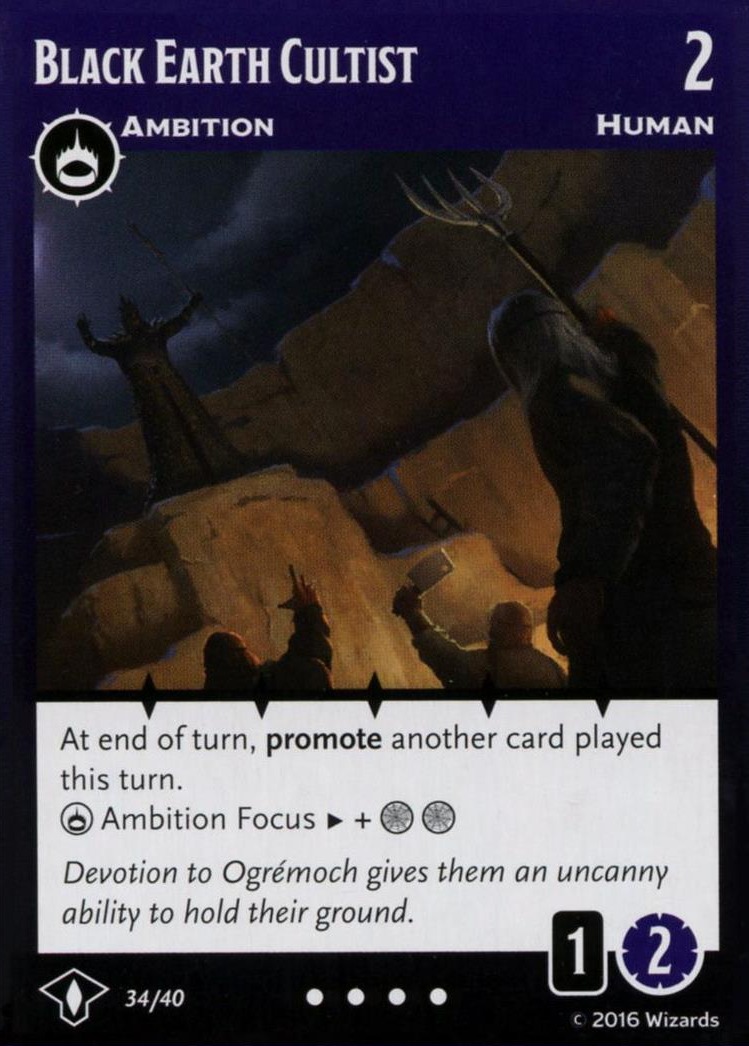 BLACK EARTH CULTIST 2
AMBITION HUMAN
At end of turn, promote another card played
this turn.
Ambition Focus ▸ +
Devotion to Ogrémoch gives them an uncanny
ability to hold their ground.
1 2
34/40
© 2016 Wizards